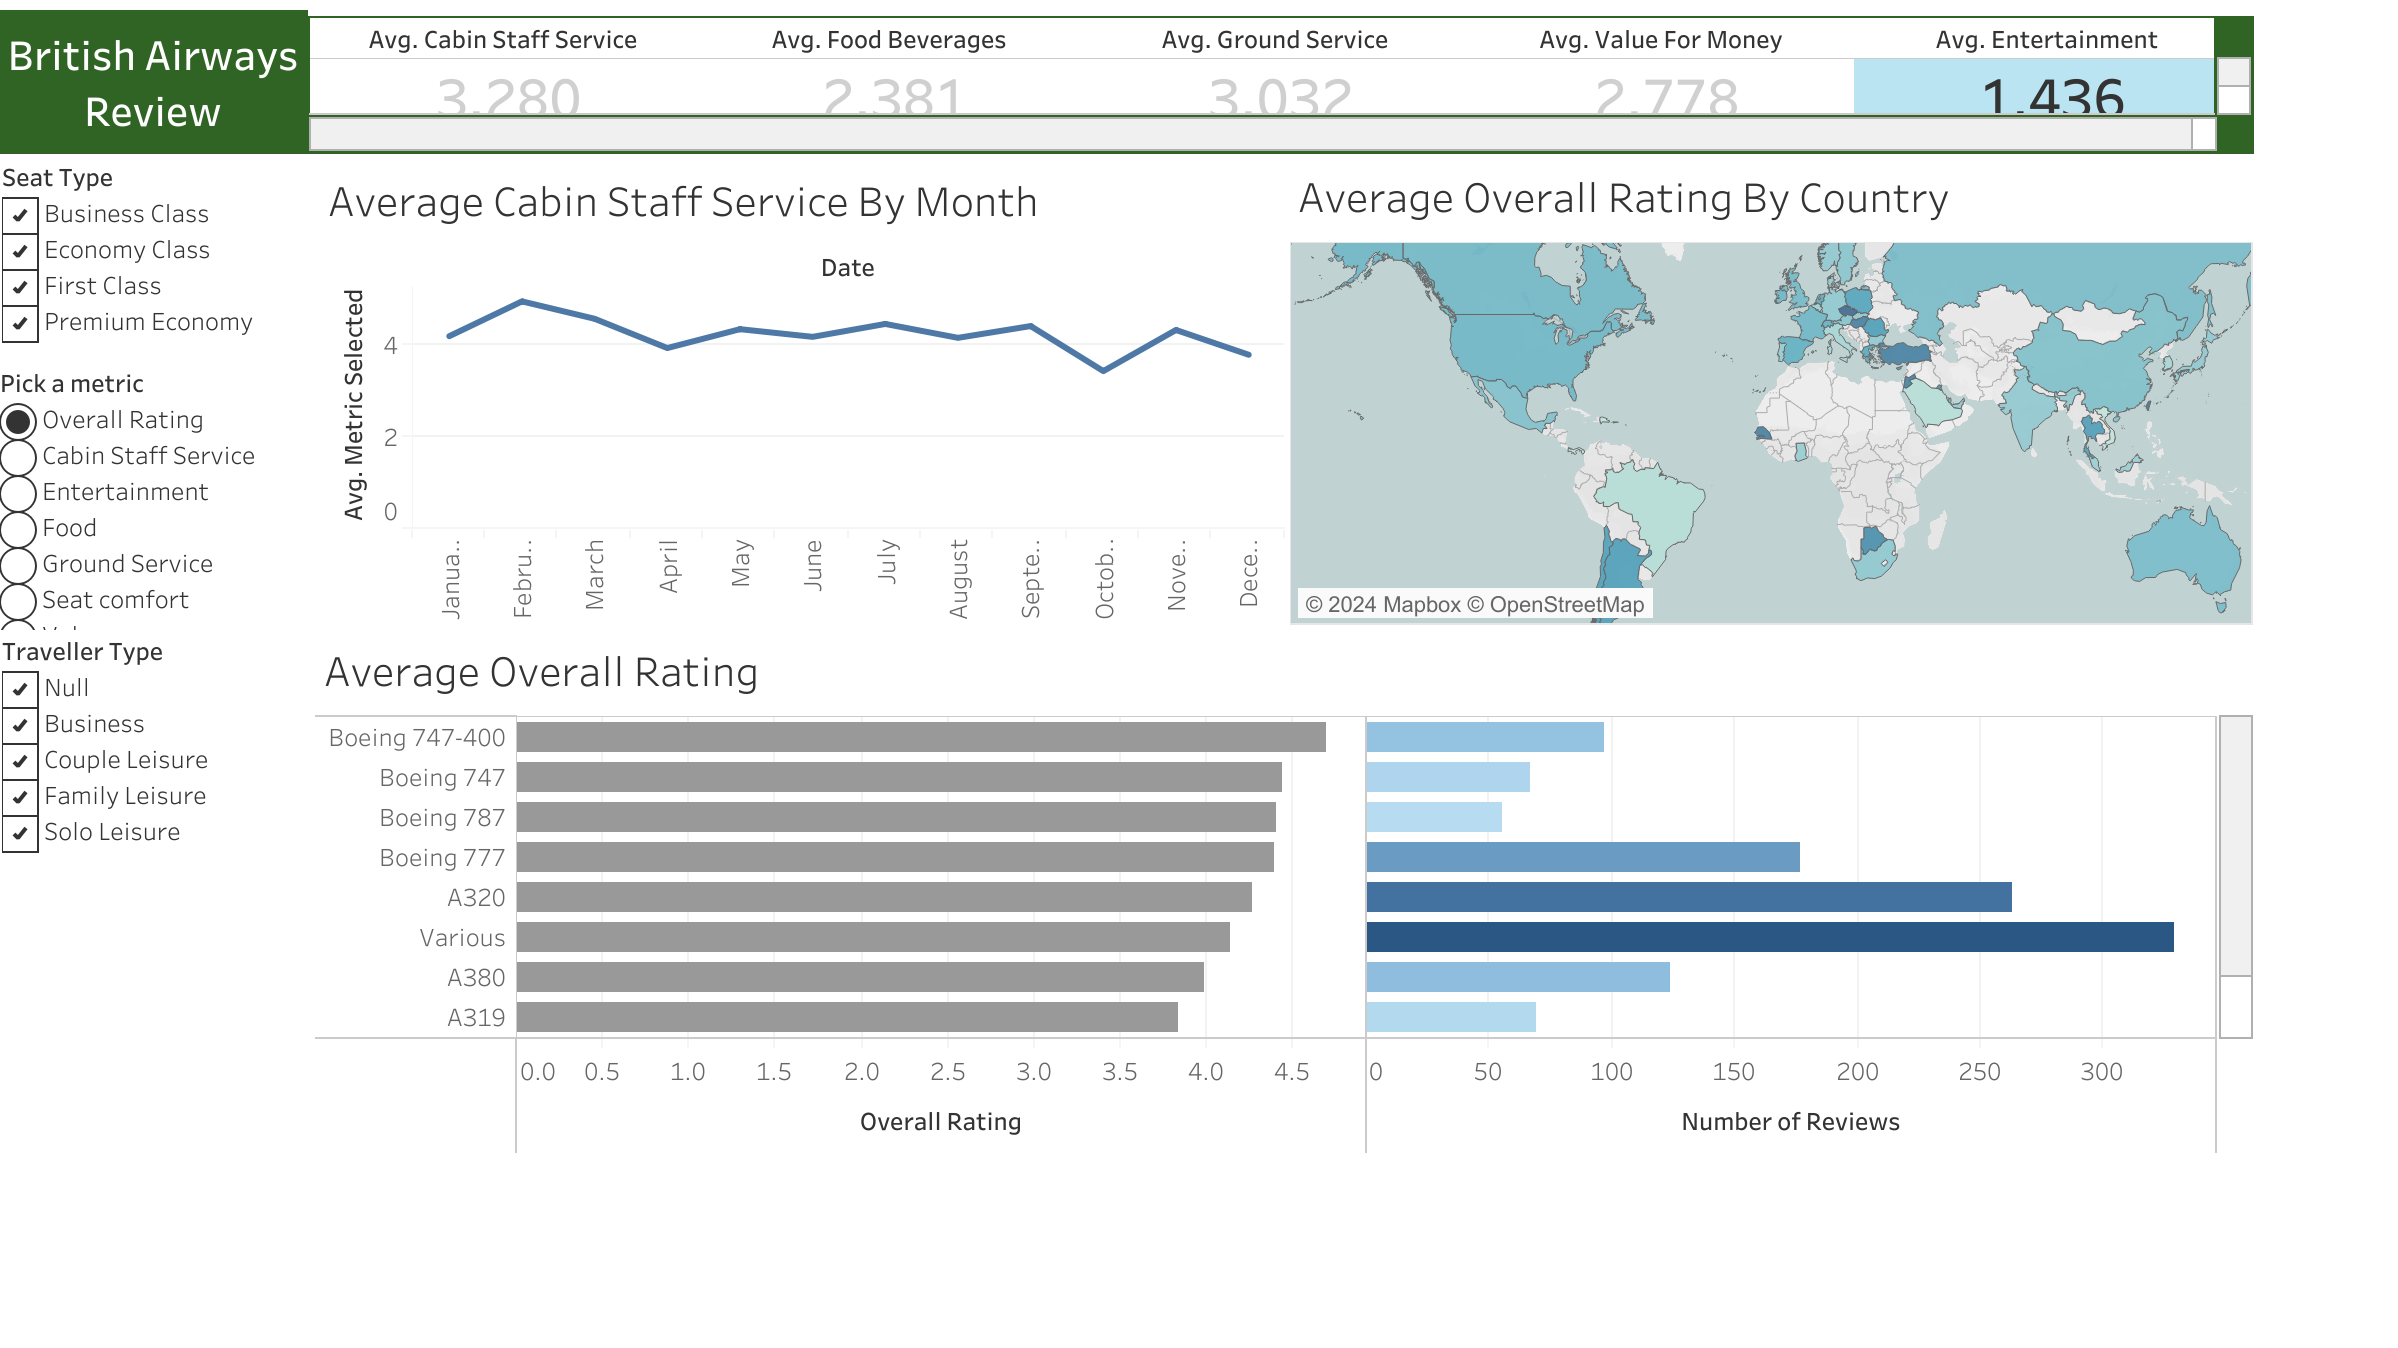 British Airways
Review
Avg. Cabin Staff Service
Avg. Food Beverages
Avg. Ground Service
Avg. Value For Money
Avg. Entertainment
3.280
2.381
3.032
2.778
1.436
Seat Type
Business Class
Economy Class
First Class
Premium Economy
Pick a metric
Overall Rating
Cabin Staff Service
Entertainment
Food
Ground Service
Seat comfort
Traveller Type
Null
Business
Couple Leisure
Family Leisure
Solo Leisure
Average Cabin Staff Service By Month
Date
Avg. Metric Selected
4
2
0
Janua..
Febru..
March
April
May
June
July
August
Septe..
Octob..
Nove..
Dece..
Average Overall Rating By Country
© 2024 Mapbox © OpenStreetMap
Average Overall Rating
Boeing 747-400
Boeing 747
Boeing 787
Boeing 777
A320
Various
A380
A319
0.0 0.5 1.0 1.5 2.0 2.5 3.0 3.5 4.0 4.5
Overall Rating
0 50 100 150 200 250 300
Number of Reviews